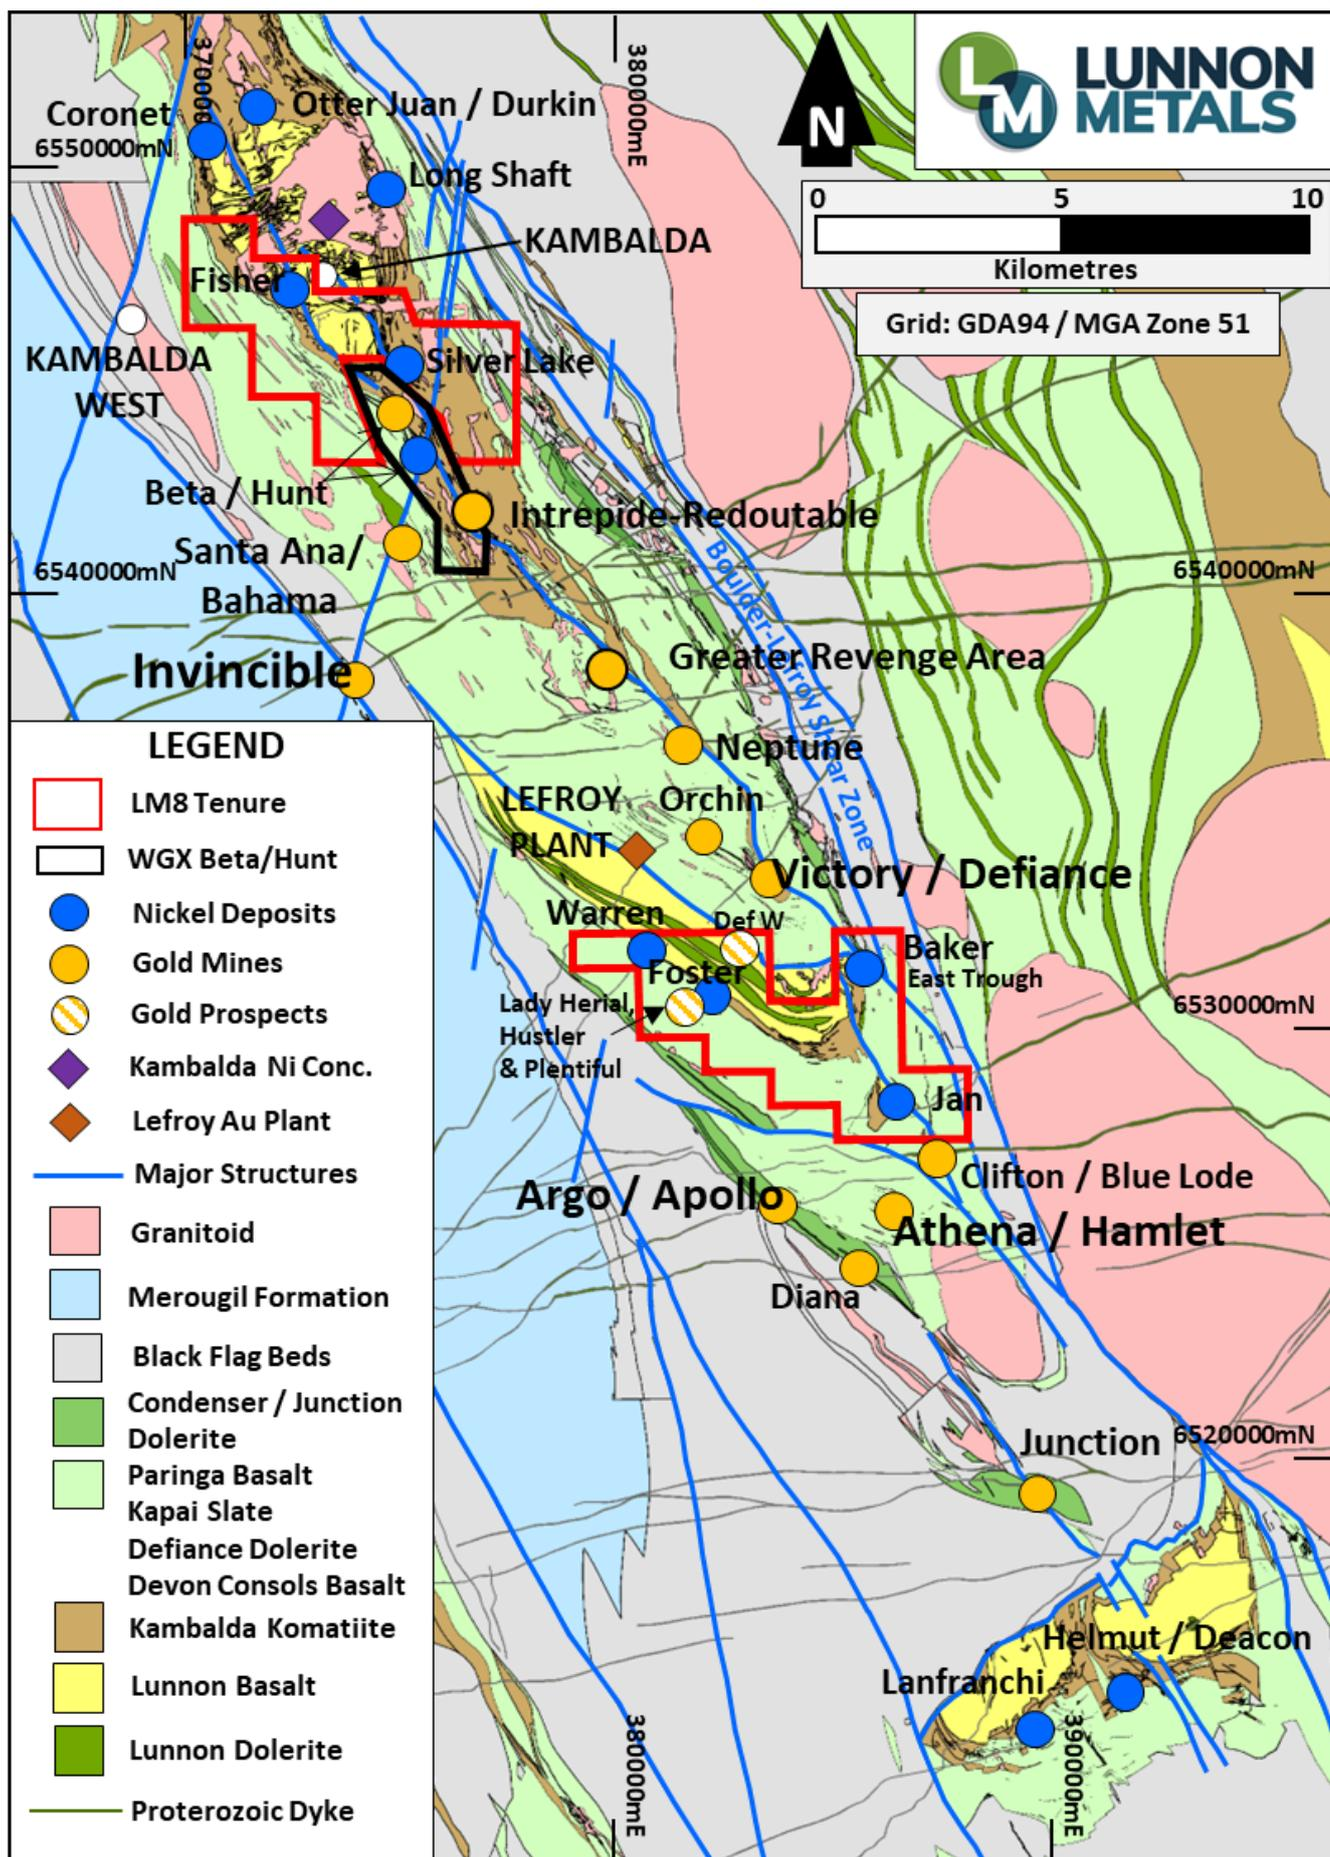 370000
380000mE
LM
LUNNON
METALS
N
0 5 10
Kilometres
Grid: GDA94 / MGA Zone 51
Coronet
Otter Juan / Durkin
6550000mN
Long Shaft
KAMBALDA
Fisher
KAMBALDA
WEST
Silver Lake
Beta / Hunt
Intrepide-Redoutable
Santa Ana/
Bahama
6540000mN
6540000mN
Boulder-Lefroy Shear Zone
Invincible
Greater Revenge Area
Neptune
LEFROY
PLANT
Orchin
Victory / Defiance
Warren
Def W
Baker
East Trough
Foster
Lady Herial,
Hustler
& Plentiful
6530000mN
Jan
Clifton / Blue Lode
Argo / Apollo
Athena / Hamlet
Diana
Junction
6520000mN
Helmut / Deacon
Lanfranchi
380000mE
390000mE
LEGEND
LM8 Tenure
WGX Beta/Hunt
Nickel Deposits
Gold Mines
Gold Prospects
Kambalda Ni Conc.
Lefroy Au Plant
Major Structures
Granitoid
Merougil Formation
Black Flag Beds
Condenser / Junction
Dolerite
Paringa Basalt
Kapai Slate
Defiance Dolerite
Devon Consols Basalt
Kambalda Komatiite
Lunnon Basalt
Lunnon Dolerite
Proterozoic Dyke